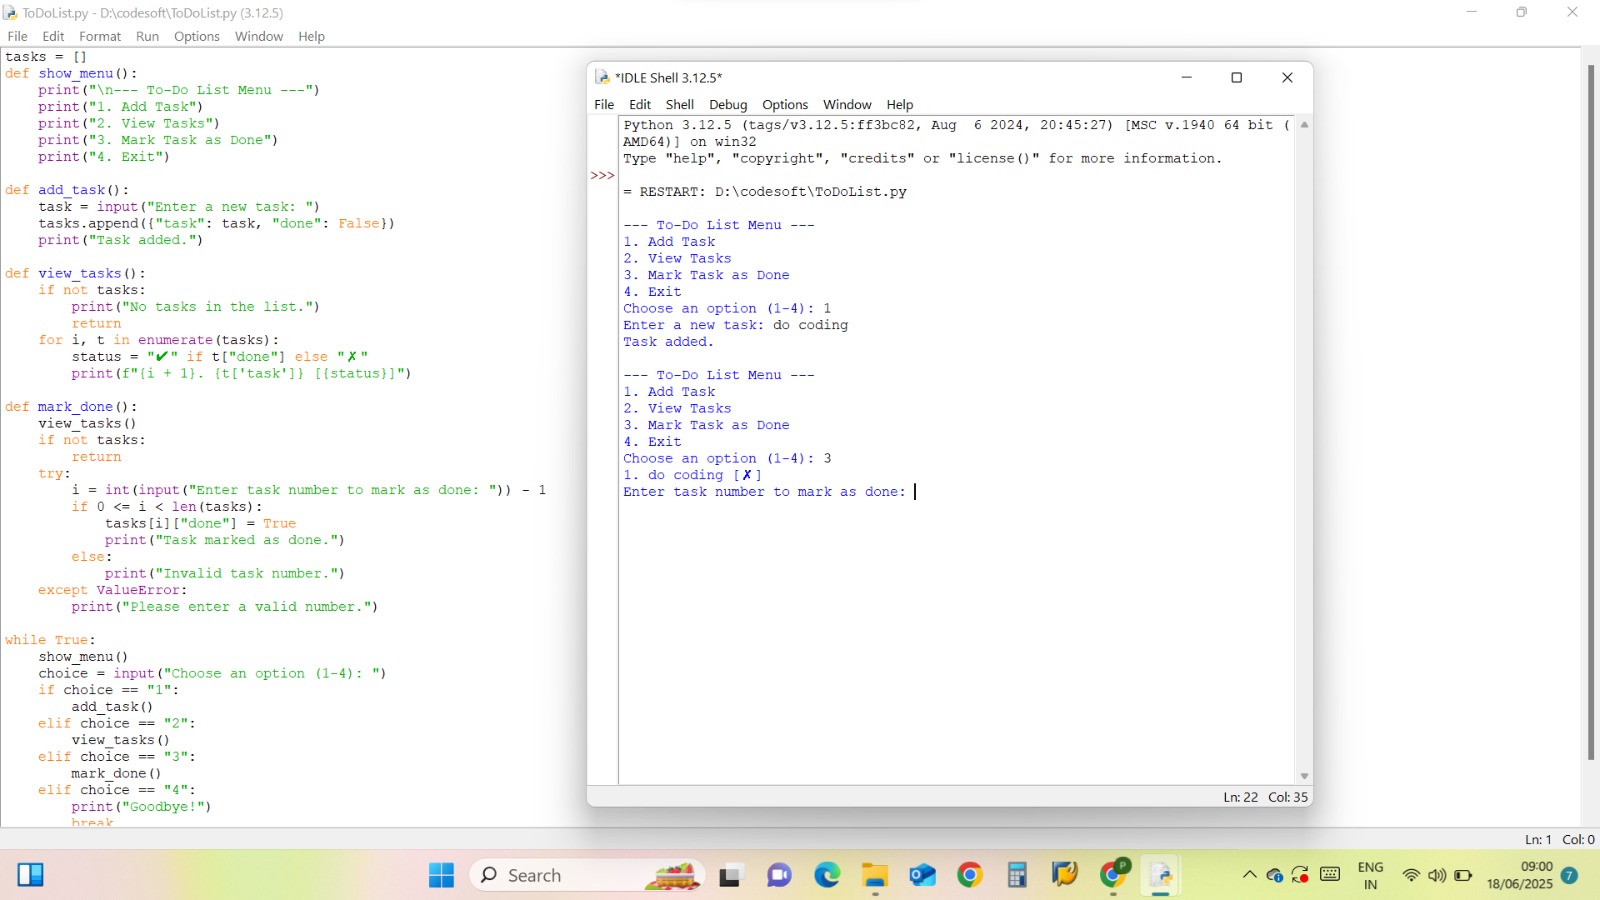 ToDoList.py - D:\codesoft\ToDoList.py (3.12.5)
File Edit Format Run Options Window Help
tasks = []
def show_menu():
    print("\n--- To-Do List Menu ---")
    print("1. Add Task")
    print("2. View Tasks")
    print("3. Mark Task as Done")
    print("4. Exit")
def add_task():
    task = input("Enter a new task: ")
    tasks.append({"task": task, "done": False})
    print("Task added.")
def view_tasks():
    if not tasks:
        print("No tasks in the list.")
        return
    for i, t in enumerate(tasks):
        status = "✔" if t["done"] else "✗"
        print(f"{i + 1}. {t['task']} [{status}]")
def mark_done():
    view_tasks()
    if not tasks:
        return
    try:
        i = int(input("Enter task number to mark as done: ")) - 1
        if 0 <= i < len(tasks):
            tasks[i]["done"] = True
            print("Task marked as done.")
        else:
            print("Invalid task number.")
    except ValueError:
        print("Please enter a valid number.")
while True:
    show_menu()
    choice = input("Choose an option (1-4): ")
    if choice == "1":
        add_task()
    elif choice == "2":
        view_tasks()
    elif choice == "3":
        mark_done()
    elif choice == "4":
        print("Goodbye!")
        break
*IDLE Shell 3.12.5*
File Edit Shell Debug Options Window Help
Python 3.12.5 (tags/v3.12.5:ff3bc82, Aug  6 2024, 20:45:27) [MSC v.1940 64 bit (
AMD64)] on win32
Type "help", "copyright", "credits" or "license()" for more information.
>>>
= RESTART: D:\codesoft\ToDoList.py
--- To-Do List Menu ---
1. Add Task
2. View Tasks
3. Mark Task as Done
4. Exit
Choose an option (1-4): 1
Enter a new task: do coding
Task added.
--- To-Do List Menu ---
1. Add Task
2. View Tasks
3. Mark Task as Done
4. Exit
Choose an option (1-4): 3
1. do coding [✗]
Enter task number to mark as done:
Ln: 22 Col: 35
Ln: 1 Col: 0
Search
P
ENG
IN
09:00
18/06/2025
7